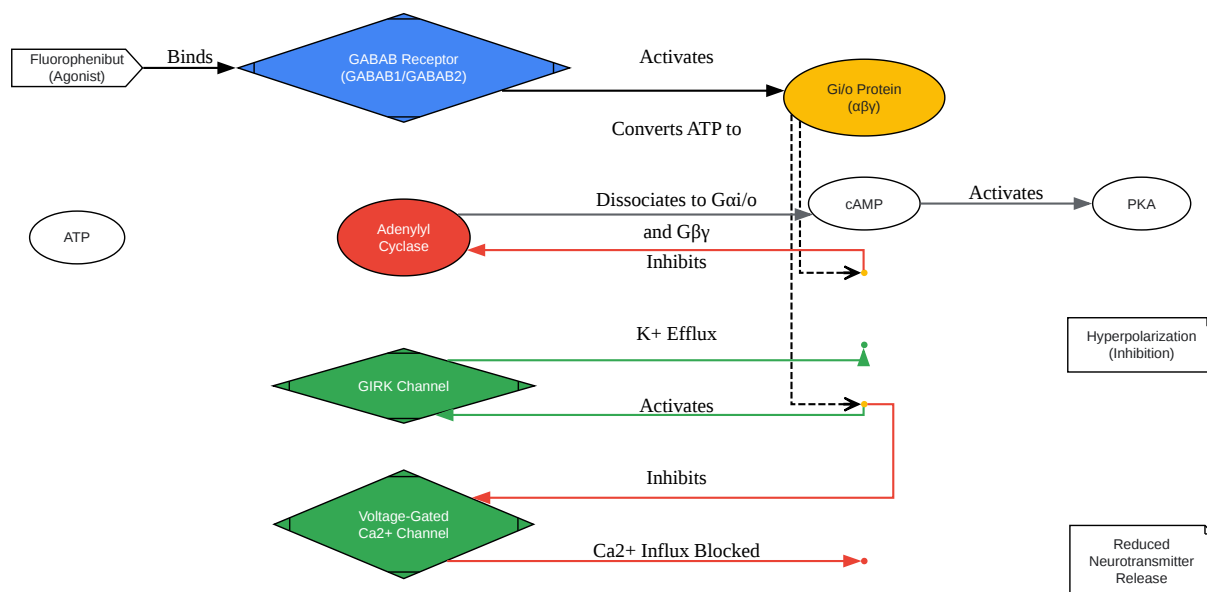 Fluorophenibut
(Agonist)
Binds
GABAB Receptor
(GABAB1/GABAB2)
Activates
Gi/o Protein
(αβγ)
Converts ATP to
ATP
Adenylyl
Cyclase
Dissociates to Gαi/o
and Gβγ
Inhibits
cAMP
Activates
PKA
K+ Efflux
Hyperpolarization
(Inhibition)
GIRK Channel
Activates
Inhibits
Voltage-Gated
Ca2+ Channel
Ca2+ Influx Blocked
Reduced
Neurotransmitter
Release